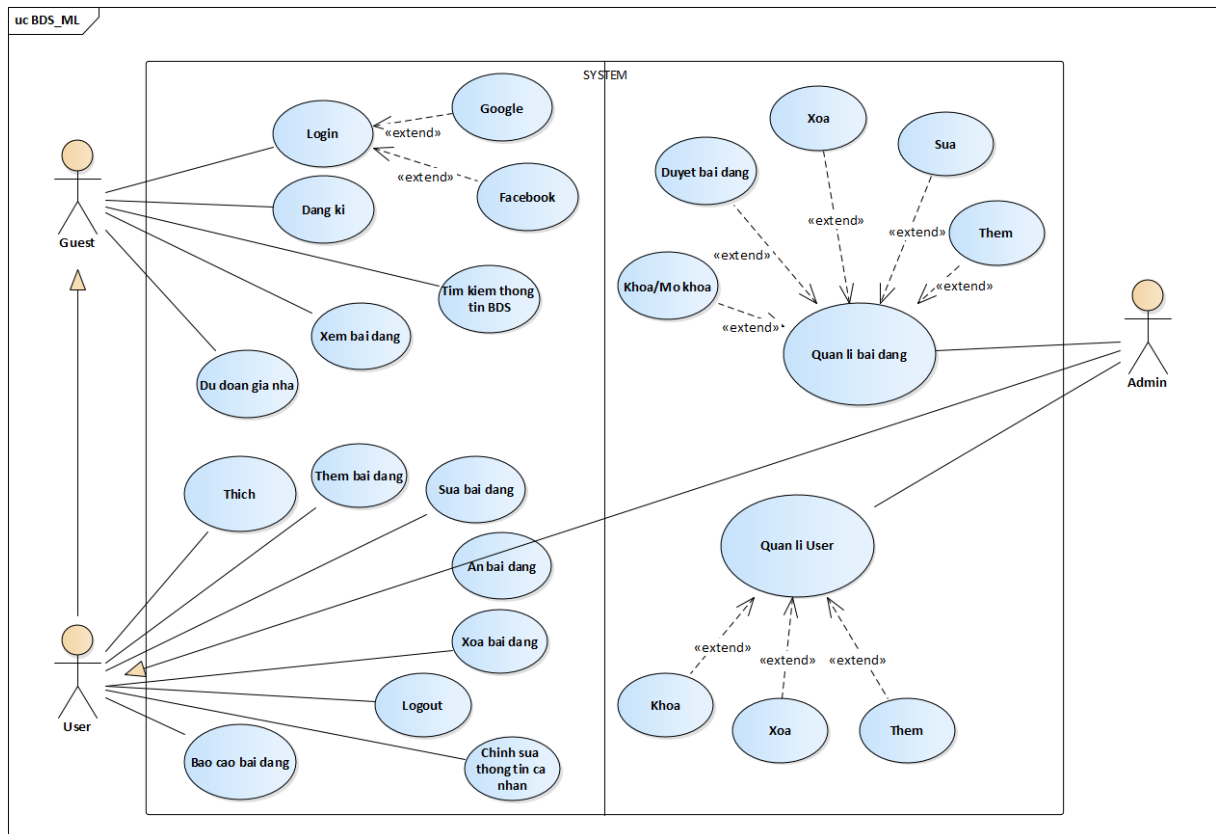 uc BDS_ML
SYSTEM
Google
Login
«extend»
«extend»
Facebook
Dang ki
Guest
Tim kiem thong
tin BDS
Xem bai dang
Du doan gia nha
Xoa
Sua
Duyet bai dang
Them
«extend»
«extend»
«extend»
Khoa/Mo khoa
«extend»
«extend»
Quan li bai dang
Admin
Thich
Them bai dang
Sua bai dang
An bai dang
Xoa bai dang
Logout
User
Bao cao bai dang
Chinh sua
thong tin ca
nhan
Quan li User
«extend»
«extend»
«extend»
Khoa
Xoa
Them